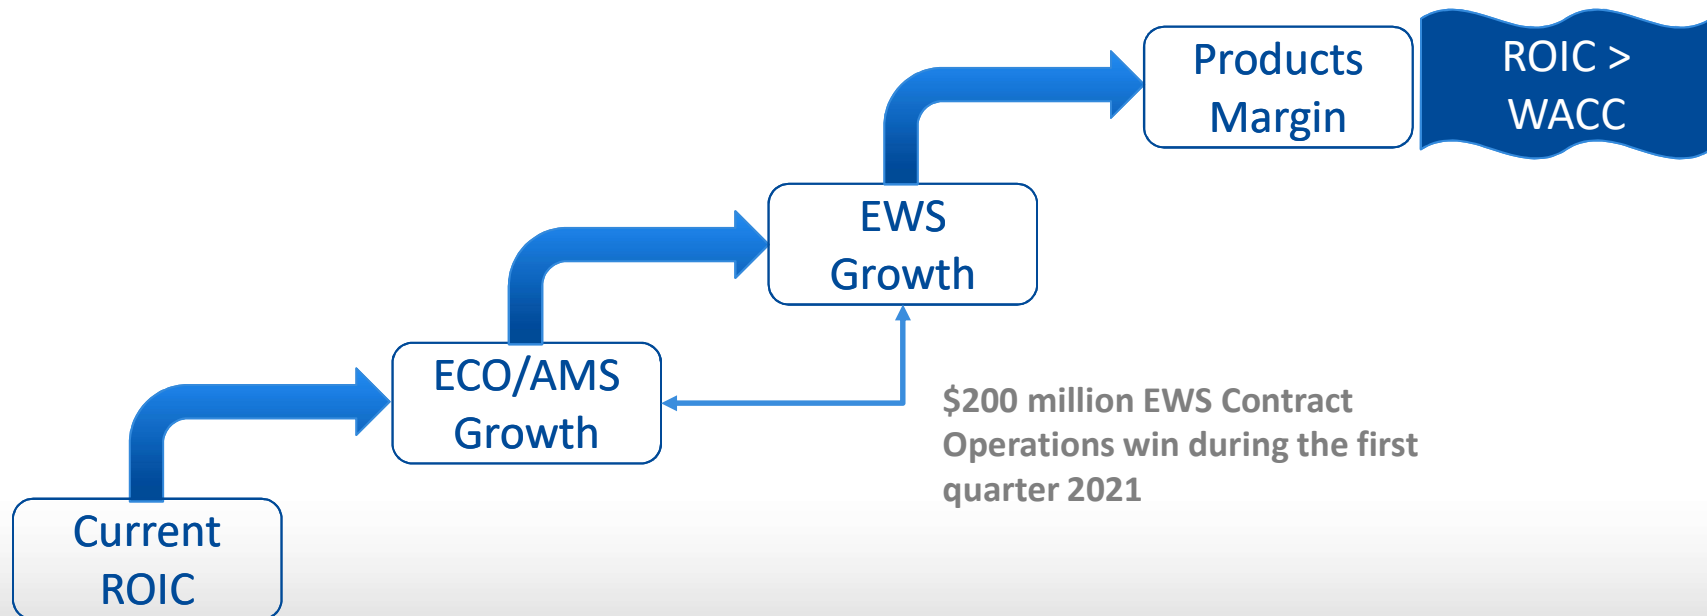 Products
Margin
ROIC >
WACC
EWS
Growth
ECO/AMS
Growth
$200 million EWS Contract
Operations win during the first
quarter 2021
Current
ROIC